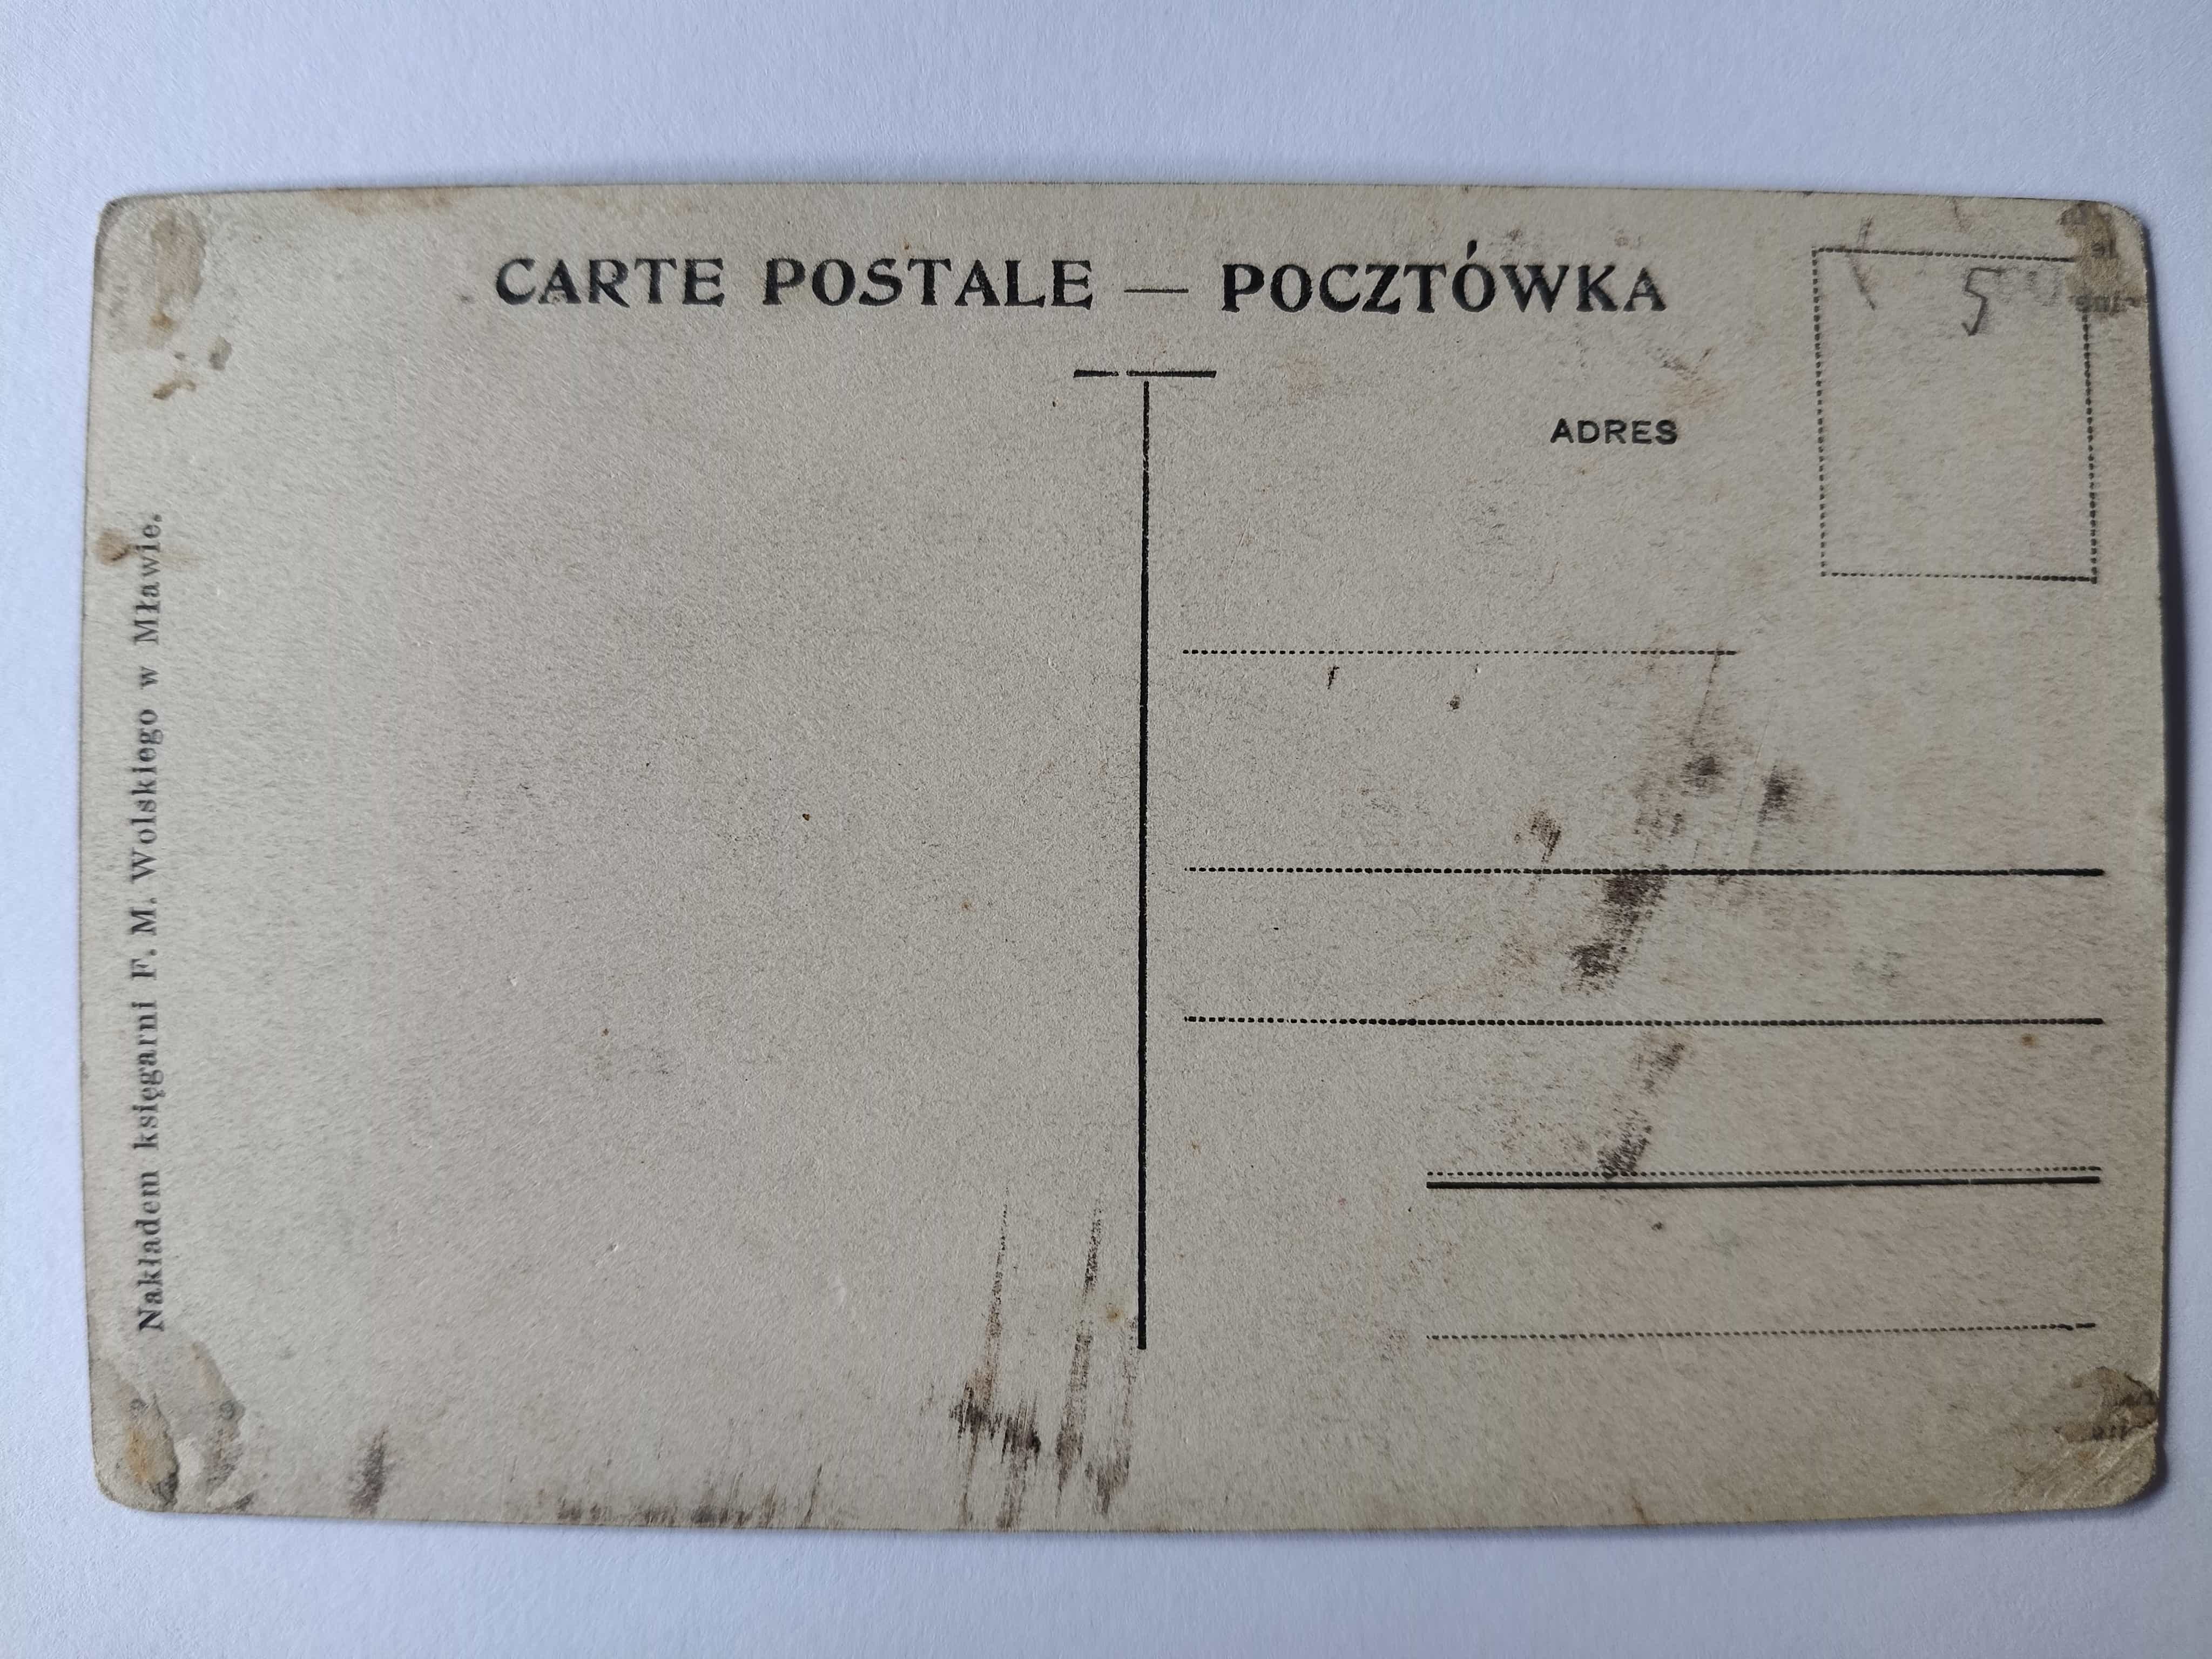 CARTE POSTALE — POCZTÓWKA
5
ADRES
Nakładem księgarni F. M. Wolskiego w Mławie.